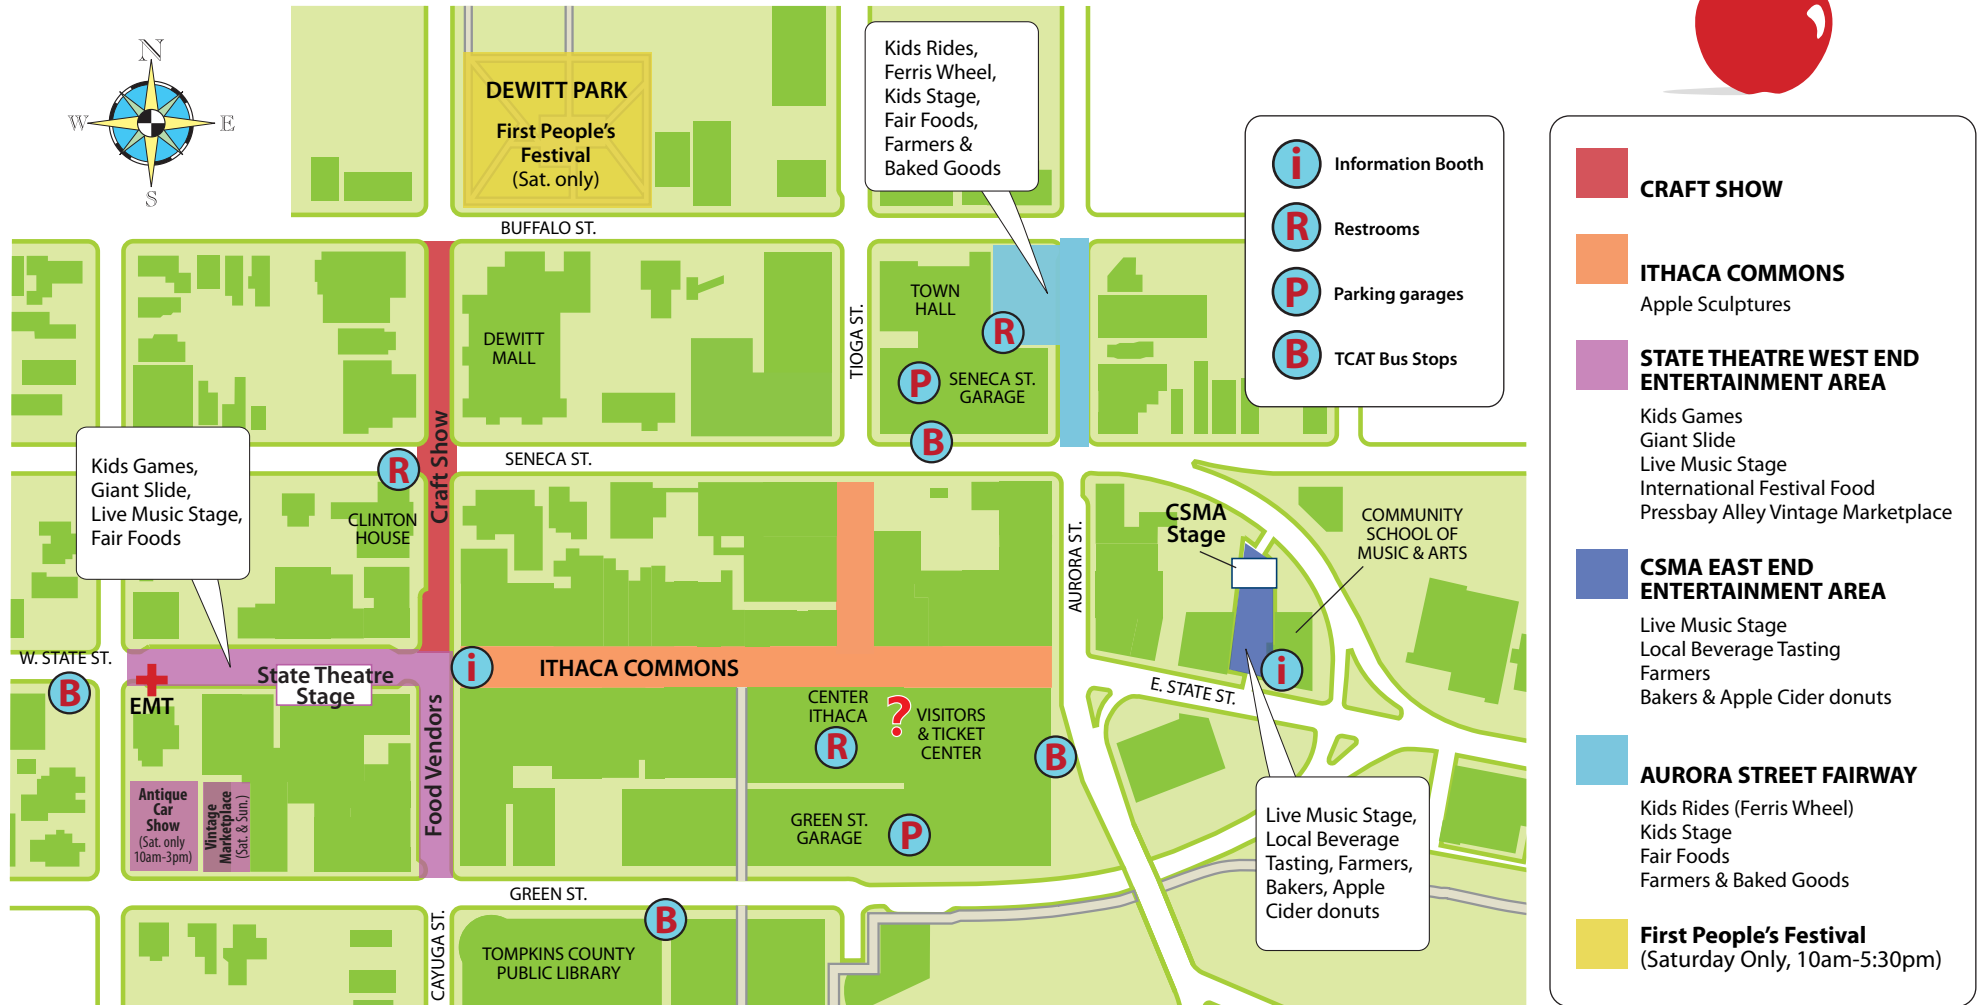 N
W
E
S
DEWITT PARK
First People's
Festival
(Sat. only)
Kids Rides,
Ferris Wheel,
Kids Stage,
Fair Foods,
Farmers &
Baked Goods
i Information Booth
R Restrooms
P Parking garages
B TCAT Bus Stops
BUFFALO ST.
DEWITT
MALL
TIOGA ST.
TOWN
HALL
R
P
SENECA ST.
GARAGE
B
Craft Show
SENECA ST.
R
CLINTON
HOUSE
Kids Games,
Giant Slide,
Live Music Stage,
Fair Foods
AURORA ST.
CSMA
Stage
COMMUNITY
SCHOOL OF
MUSIC & ARTS
W. STATE ST.
B
EMT
State Theatre
Stage
i
ITHACA COMMONS
i
E. STATE ST.
CENTER
ITHACA
R
?
VISITORS
& TICKET
CENTER
B
Food Vendors
Antique
Car
Show
(Sat. only
10am-3pm)
Vintage
Marketplace
(Sat. & Sun.)
GREEN ST.
GARAGE
P
Live Music Stage,
Local Beverage
Tasting, Farmers,
Bakers, Apple
Cider donuts
GREEN ST.
B
CAYUGA ST.
TOMPKINS COUNTY
PUBLIC LIBRARY
CRAFT SHOW
ITHACA COMMONS
Apple Sculptures
STATE THEATRE WEST END
ENTERTAINMENT AREA
Kids Games
Giant Slide
Live Music Stage
International Festival Food
Pressbay Alley Vintage Marketplace
CSMA EAST END
ENTERTAINMENT AREA
Live Music Stage
Local Beverage Tasting
Farmers
Bakers & Apple Cider donuts
AURORA STREET FAIRWAY
Kids Rides (Ferris Wheel)
Kids Stage
Fair Foods
Farmers & Baked Goods
First People's Festival
(Saturday Only, 10am-5:30pm)